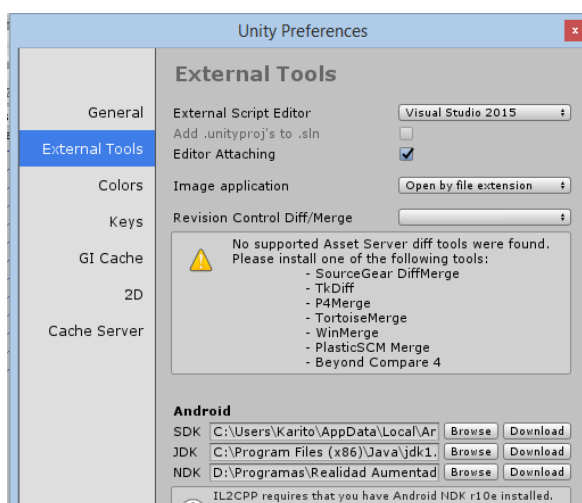 Unity Preferences
x
External Tools
General
External Tools
Colors
Keys
GI Cache
2D
Cache Server
External Script Editor Visual Studio 2015
Add .unityproj's to .sln
Editor Attaching
Image application Open by file extension
Revision Control Diff/Merge
No supported Asset Server diff tools were found.
Please install one of the following tools:
- SourceGear DiffMerge
- TkDiff
- P4Merge
- TortoiseMerge
- WinMerge
- PlasticSCM Merge
- Beyond Compare 4
Android
SDK C:\Users\Karito\AppData\Local\Ar Browse Download
JDK C:\Program Files (x86)\Java\jdk1. Browse Download
NDK D:\Programas\Realidad Aumentad Browse Download
IL2CPP requires that you have Android NDK r10e installed.